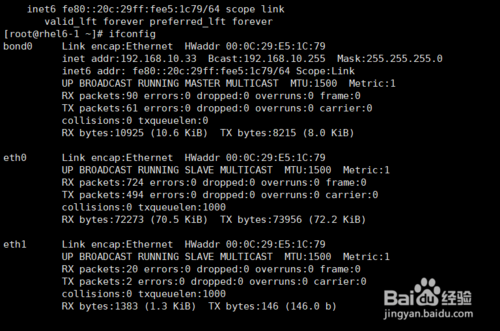 inet6 fe80::20c:29ff:fee5:1c79/64 scope link
valid_lft forever preferred_lft forever
[root@rhel6-1 ~]# ifconfig
bond0 Link encap:Ethernet HWaddr 00:0C:29:E5:1C:79
inet addr:192.168.10.33 Bcast:192.168.10.255 Mask:255.255.255.0
inet6 addr: fe80::20c:29ff:fee5:1c79/64 Scope:Link
UP BROADCAST RUNNING MASTER MULTICAST MTU:1500 Metric:1
RX packets:90 errors:0 dropped:0 overruns:0 frame:0
TX packets:61 errors:0 dropped:0 overruns:0 carrier:0
collisions:0 txqueuelen:0
RX bytes:10925 (10.6 KiB) TX bytes:8215 (8.0 KiB)
eth0 Link encap:Ethernet HWaddr 00:0C:29:E5:1C:79
UP BROADCAST RUNNING SLAVE MULTICAST MTU:1500 Metric:1
RX packets:724 errors:0 dropped:0 overruns:0 frame:0
TX packets:494 errors:0 dropped:0 overruns:0 carrier:0
collisions:0 txqueuelen:1000
RX bytes:72273 (70.5 KiB) TX bytes:73956 (72.2 KiB)
eth1 Link encap:Ethernet HWaddr 00:0C:29:E5:1C:79
UP BROADCAST RUNNING SLAVE MULTICAST MTU:1500 Metric:1
RX packets:20 errors:0 dropped:0 overruns:0 frame:0
TX packets:2 errors:0 dropped:0 overruns:0 carrier:0
collisions:0 txqueuelen:1000
RX bytes:1383 (1.3 KiB) TX bytes:146 (146.0 b)
Baidu 经验
jingyan.baidu.com